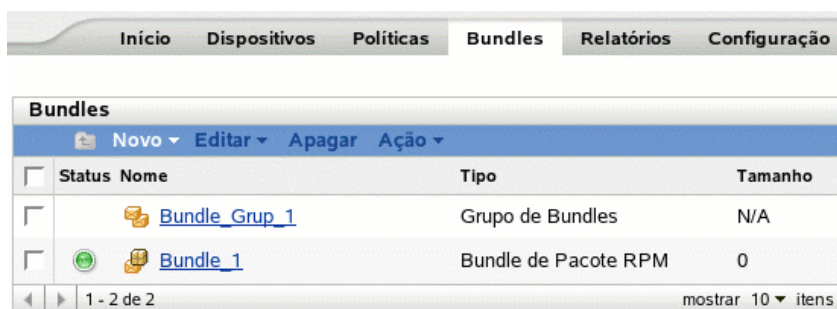 Início Dispositivos Políticas Bundles Relatórios Configuração
Bundles
Novo Editar Apagar Ação
Status Nome Tipo Tamanho
Bundle_Grup_1 Grupo de Bundles N/A
Bundle_1 Bundle de Pacote RPM 0
1 - 2 de 2 mostrar 10 itens